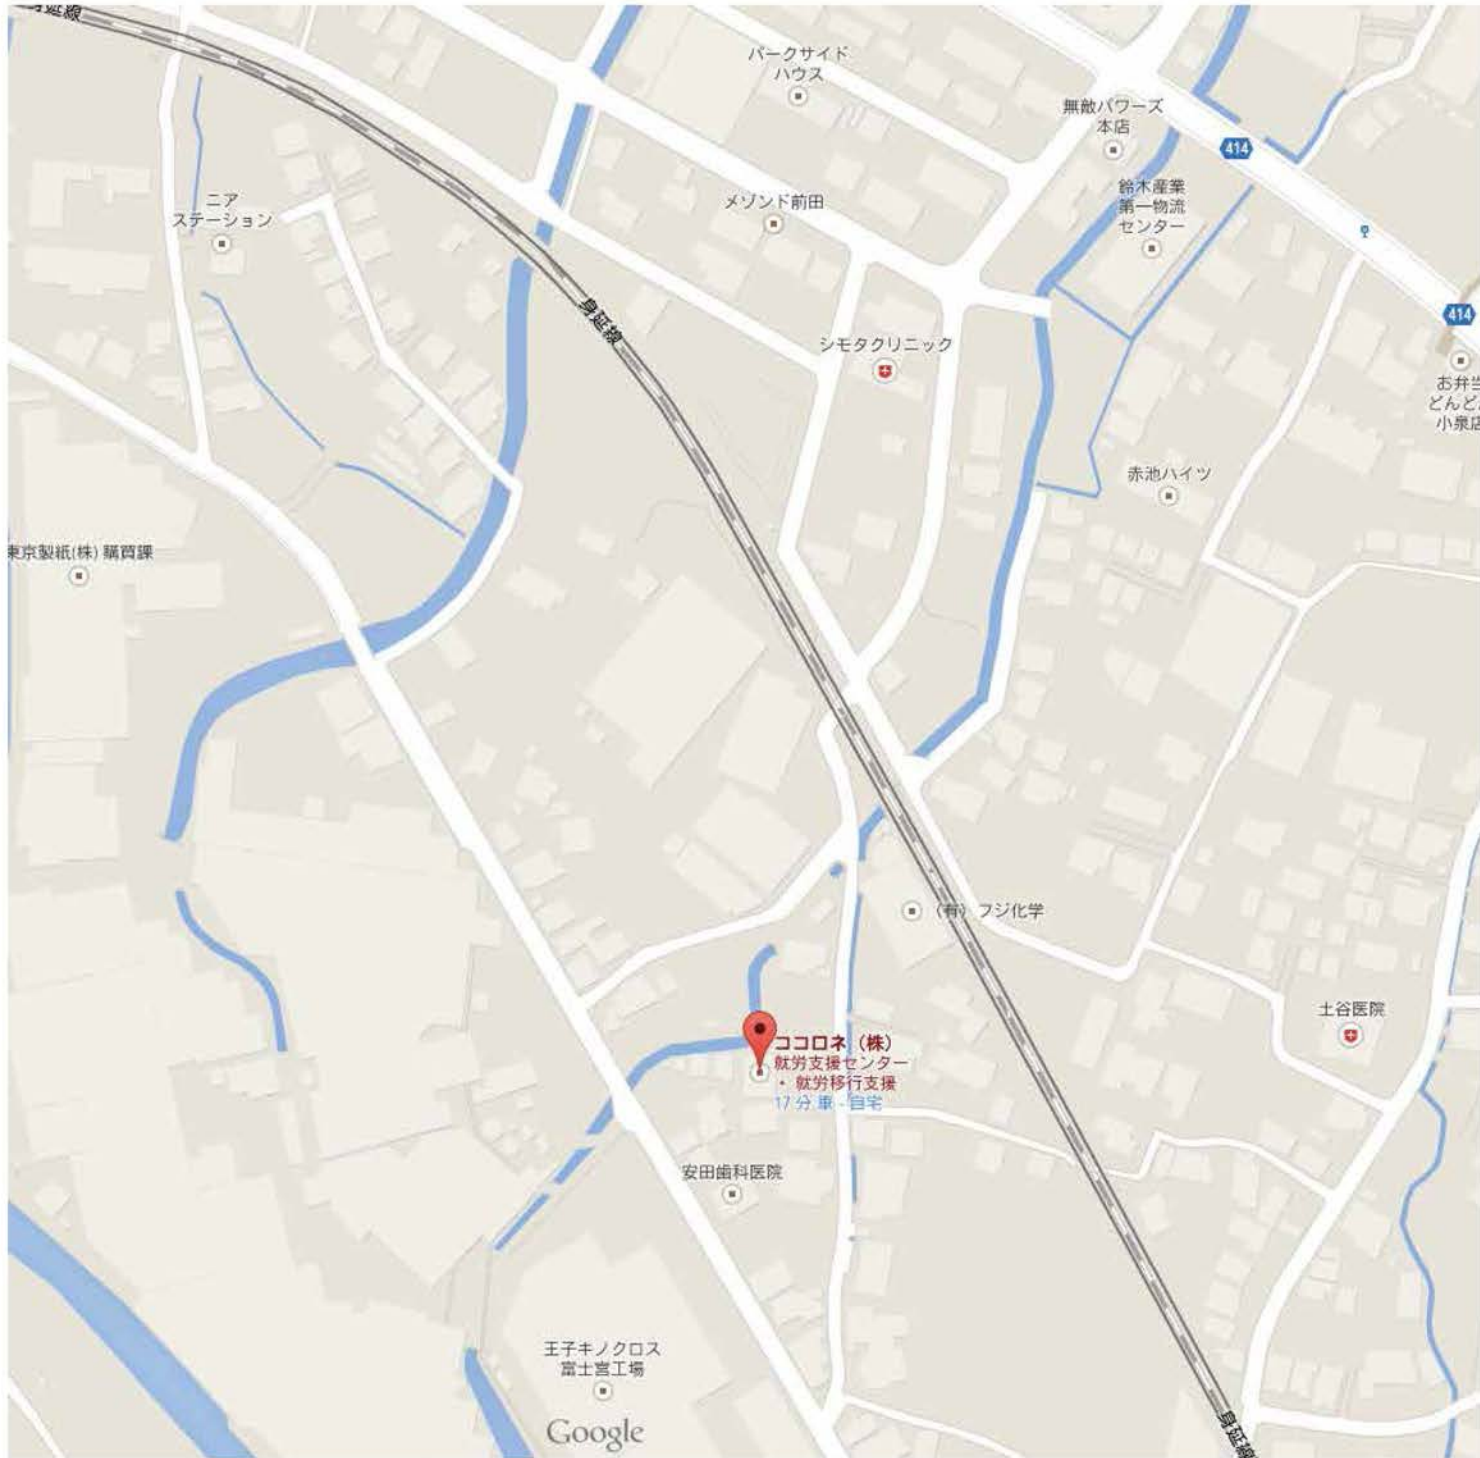 身延線
パークサイド
ハウス
無敵パワーズ
本店
414
鈴木産業
第一物流
センター
ニア
ステーション
メゾンド前田
身延線
414
シモタクリニック
お弁当
どんど
小泉店
赤池ハイツ
東京製紙(株) 購買課
(有) フジ化学
土谷医院
ココロネ (株)
就労支援センター
・ 就労移行支援
17 分 車 - 自宅
安田歯科医院
王子キノクロス
富士宮工場
Google
身延線